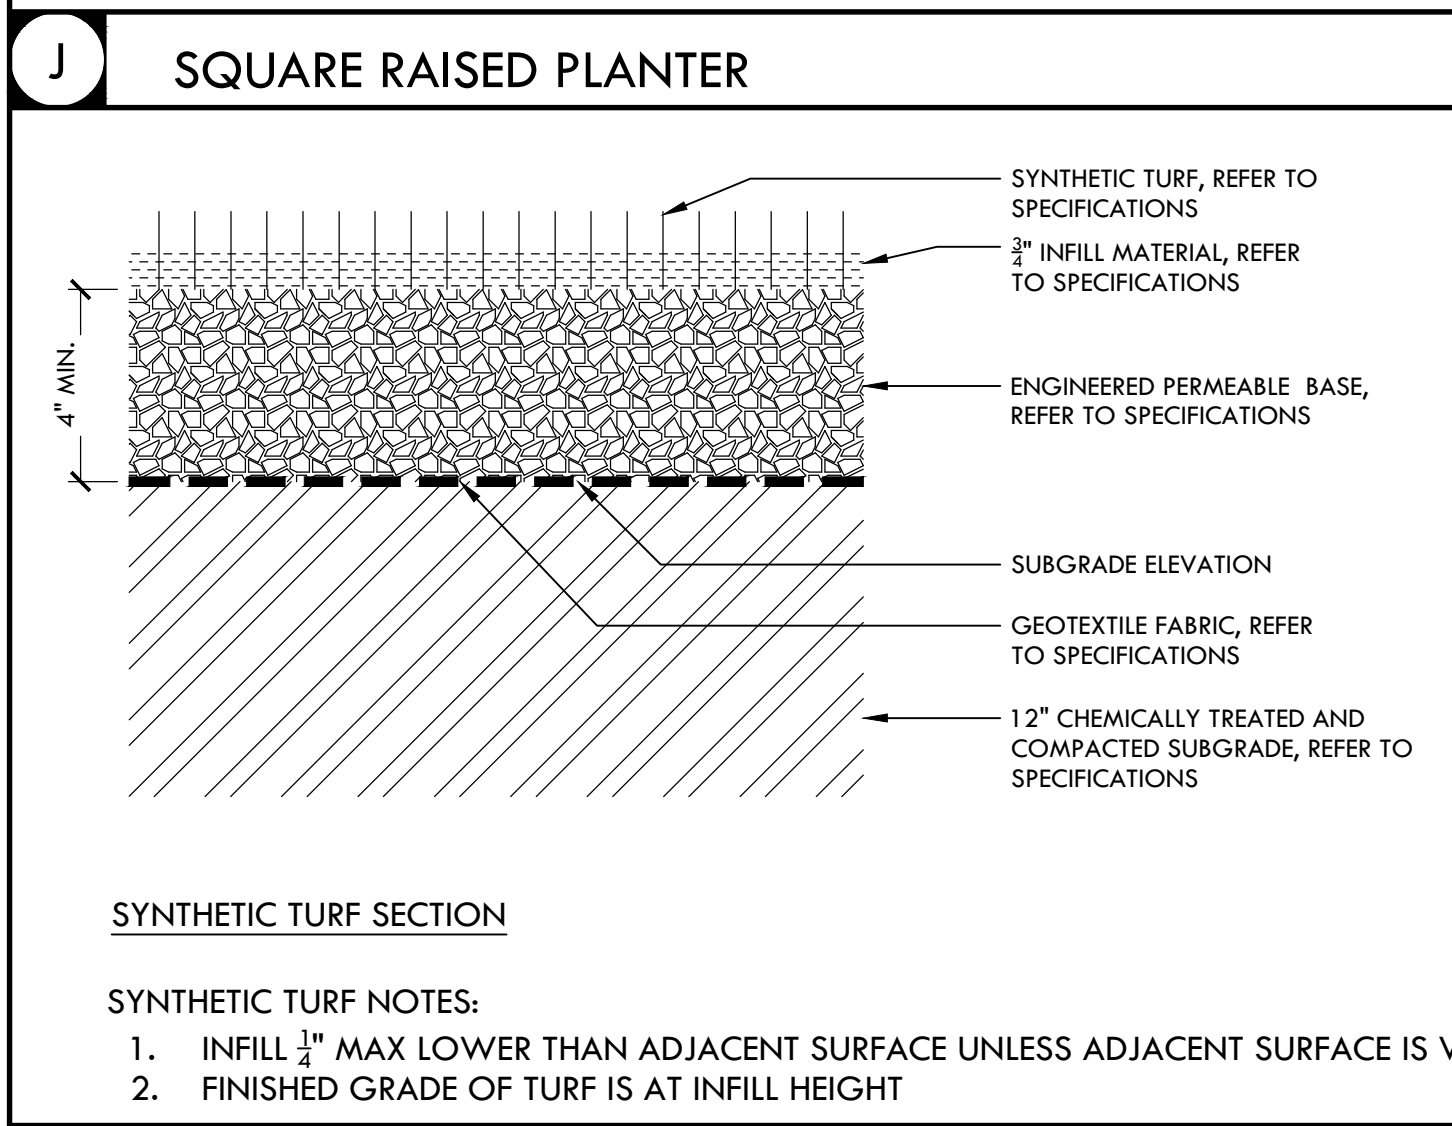 J
SQUARE RAISED PLANTER
SYNTHETIC TURF, REFER TO
SPECIFICATIONS
3/4" INFILL MATERIAL, REFER
TO SPECIFICATIONS
4" MIN.
ENGINEERED PERMEABLE BASE,
REFER TO SPECIFICATIONS
SUBGRADE ELEVATION
GEOTEXTILE FABRIC, REFER
TO SPECIFICATIONS
12" CHEMICALLY TREATED AND
COMPACTED SUBGRADE, REFER TO
SPECIFICATIONS
SYNTHETIC TURF SECTION
SYNTHETIC TURF NOTES:
1. INFILL 1/4" MAX LOWER THAN ADJACENT SURFACE UNLESS ADJACENT SURFACE IS
2. FINISHED GRADE OF TURF IS AT INFILL HEIGHT